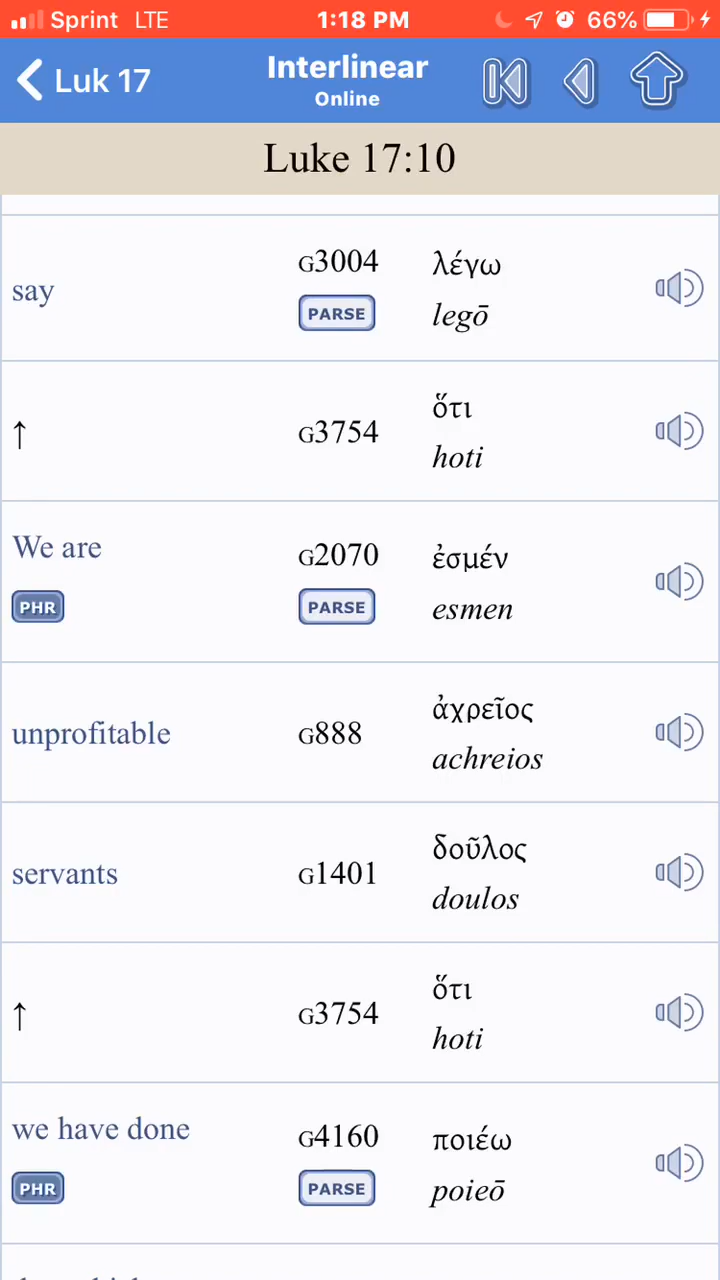 Sprint LTE 1:18 PM 66%
Luk 17 Interlinear
Online
Luke 17:10
say G3004 λέγω
PARSE legō
↑ G3754 ὅτι
hoti
We are G2070 ἐσμέν
PHR PARSE esmen
unprofitable G888 ἀχρεῖος
achreios
servants G1401 δοῦλος
doulos
↑ G3754 ὅτι
hoti
we have done G4160 ποιέω
PHR PARSE poieō